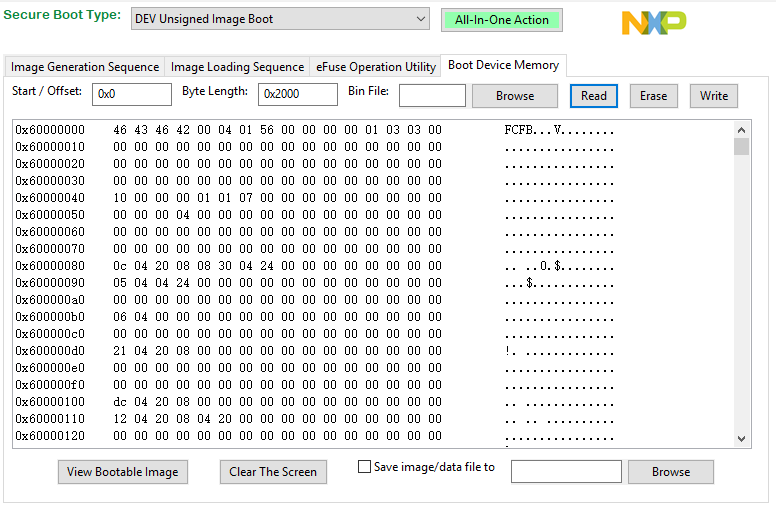 Secure Boot Type: DEV Unsigned Image Boot All-In-One Action NXP
Image Generation Sequence Image Loading Sequence eFuse Operation Utility Boot Device Memory
Start / Offset: 0x0 Byte Length: 0x2000 Bin File: Browse Read Erase Write
0x60000000 46 43 46 42 00 04 01 56 00 00 00 00 01 03 03 00 FCFB...V........
0x60000010 00 00 00 00 00 00 00 00 00 00 00 00 00 00 00 00 ................
0x60000020 00 00 00 00 00 00 00 00 00 00 00 00 00 00 00 00 ................
0x60000030 00 00 00 00 00 00 00 00 00 00 00 00 00 00 00 00 ................
0x60000040 10 00 00 00 01 01 07 00 00 00 00 00 00 00 00 00 ................
0x60000050 00 00 00 04 00 00 00 00 00 00 00 00 00 00 00 00 ................
0x60000060 00 00 00 00 00 00 00 00 00 00 00 00 00 00 00 00 ................
0x60000070 00 00 00 00 00 00 00 00 00 00 00 00 00 00 00 00 ................
0x60000080 0c 04 20 08 08 30 04 24 00 00 00 00 00 00 00 00 .. ..0.$........
0x60000090 05 04 04 24 00 00 00 00 00 00 00 00 00 00 00 00 ...$............
0x600000a0 00 00 00 00 00 00 00 00 00 00 00 00 00 00 00 00 ................
0x600000b0 06 04 00 00 00 00 00 00 00 00 00 00 00 00 00 00 ................
0x600000c0 00 00 00 00 00 00 00 00 00 00 00 00 00 00 00 00 ................
0x600000d0 21 04 20 08 00 00 00 00 00 00 00 00 00 00 00 00 !. .............
0x600000e0 00 00 00 00 00 00 00 00 00 00 00 00 00 00 00 00 ................
0x600000f0 00 00 00 00 00 00 00 00 00 00 00 00 00 00 00 00 ................
0x60000100 dc 04 20 08 00 00 00 00 00 00 00 00 00 00 00 00 .. .............
0x60000110 12 04 20 08 04 20 00 00 00 00 00 00 00 00 00 00 .. .. ..........
0x60000120 00 00 00 00 00 00 00 00 00 00 00 00 00 00 00 00 ................
View Bootable Image Clear The Screen Save image/data file to Browse